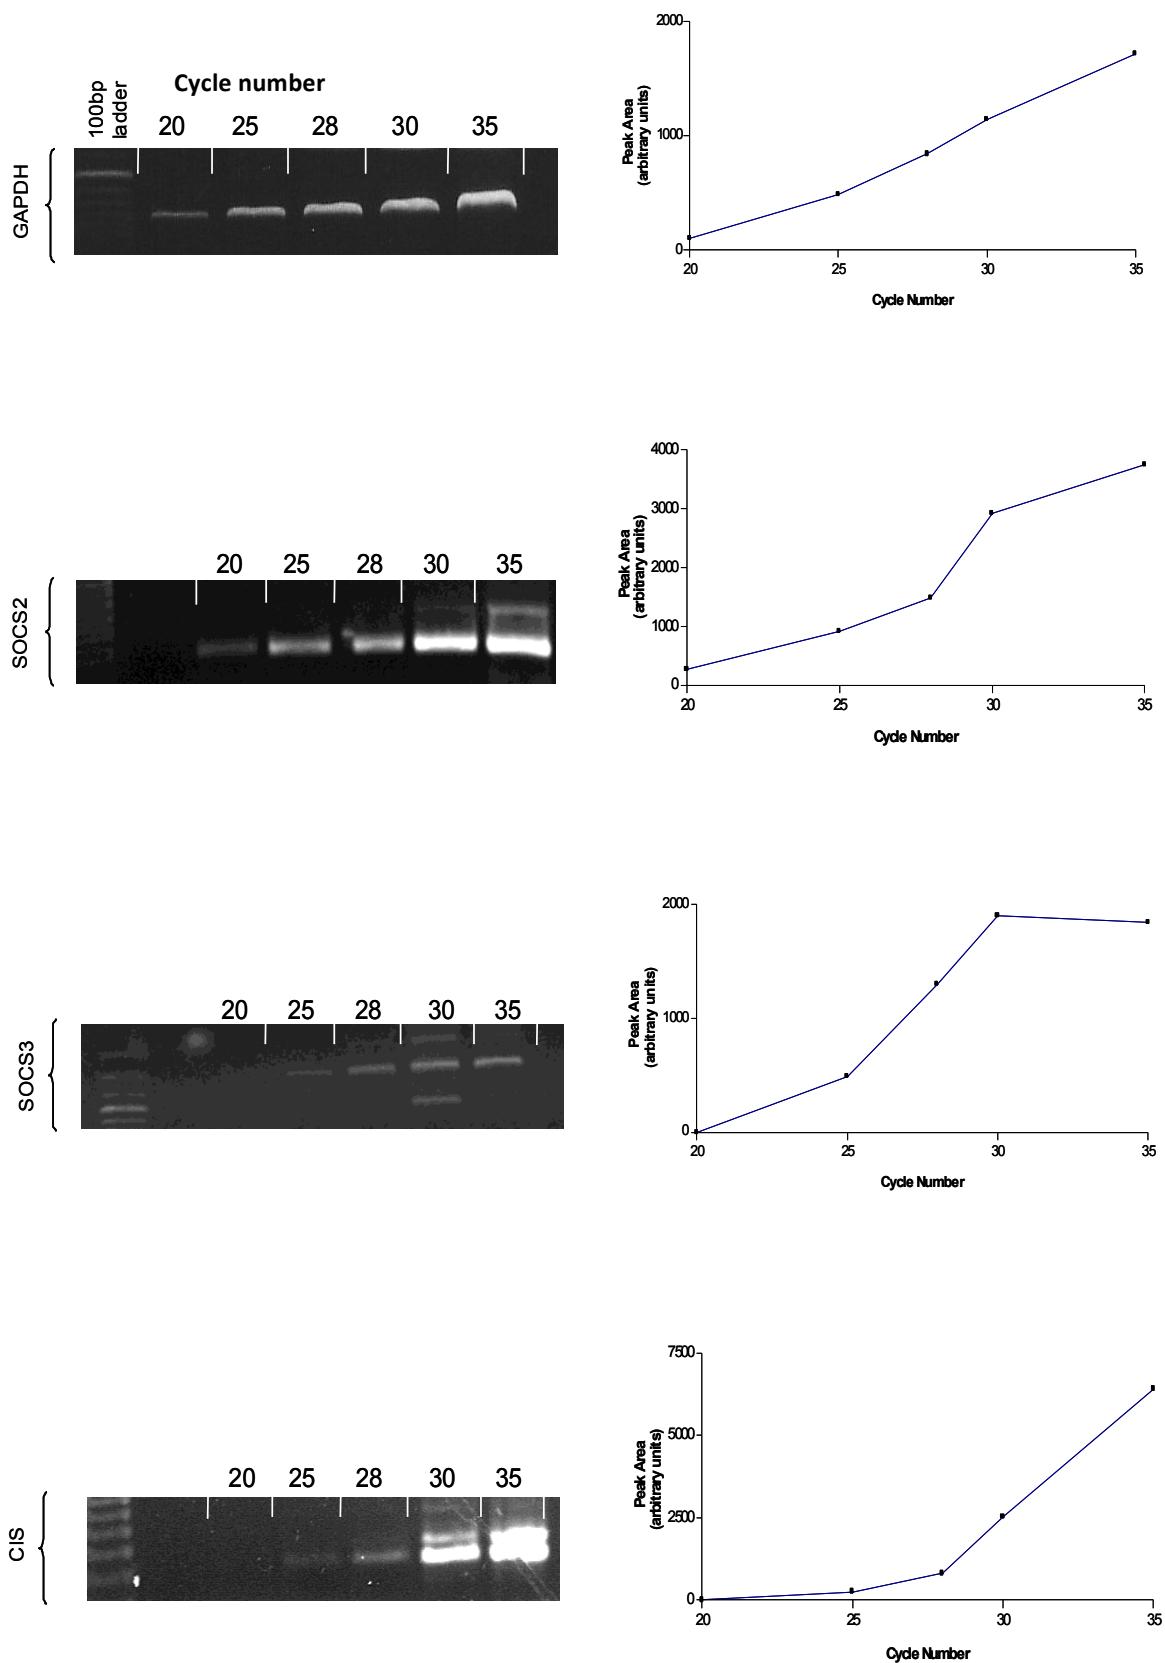 Cycle number
100bp
ladder
20 25 28 30 35
GAPDH
2000
1000
0
20 25 30 35
Peak Area
(arbitrary units)
Cycle Number
20 25 28 30 35
SOCS2
4000
3000
2000
1000
0
20 25 30 35
Peak Area
(arbitrary units)
Cycle Number
20 25 28 30 35
SOCS3
2000
1000
0
20 25 30 35
Peak Area
(arbitrary units)
Cycle Number
20 25 28 30 35
CIS
7500
5000
2500
0
20 25 30 35
Peak Area
(arbitrary units)
Cycle Number